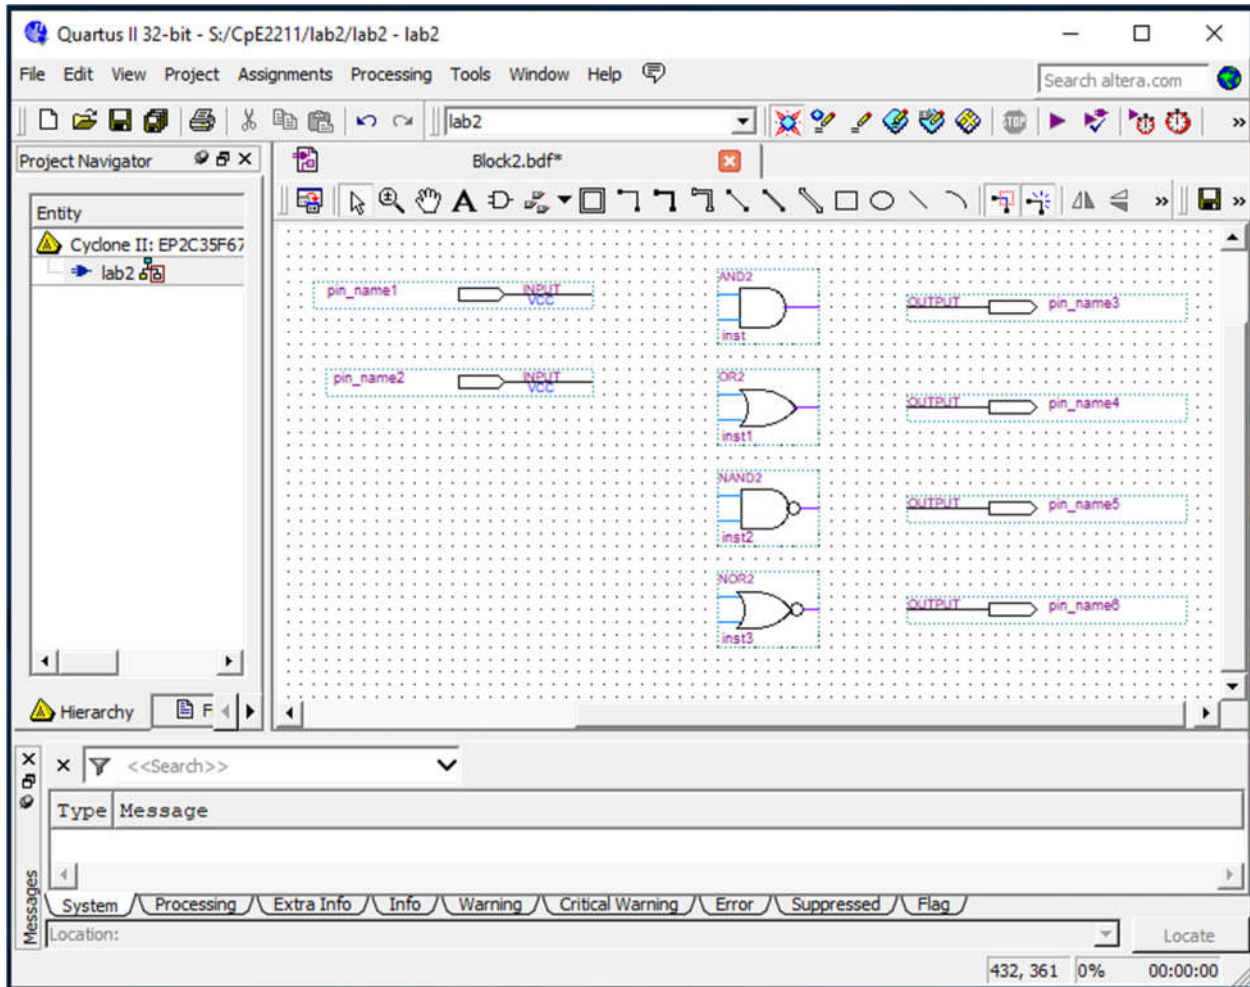 Quartus II 32-bit - S:/CpE2211/lab2/lab2 - lab2
File Edit View Project Assignments Processing Tools Window Help
Search altera.com
lab2
STOP
»
Project Navigator
Block2.bdf*
A
» »
Entity
Cyclone II: EP2C35F67
lab2
pin_name1 INPUT
VCC
AND2
inst
OUTPUT pin_name3
pin_name2 INPUT
VCC
OR2
inst1
OUTPUT pin_name4
NAND2
inst2
OUTPUT pin_name5
NOR2
inst3
OUTPUT pin_name6
Hierarchy F
<<Search>>
Type Message
Messages
System Processing Extra Info Info Warning Critical Warning Error Suppressed Flag
Location:
Locate
432, 361 0% 00:00:00